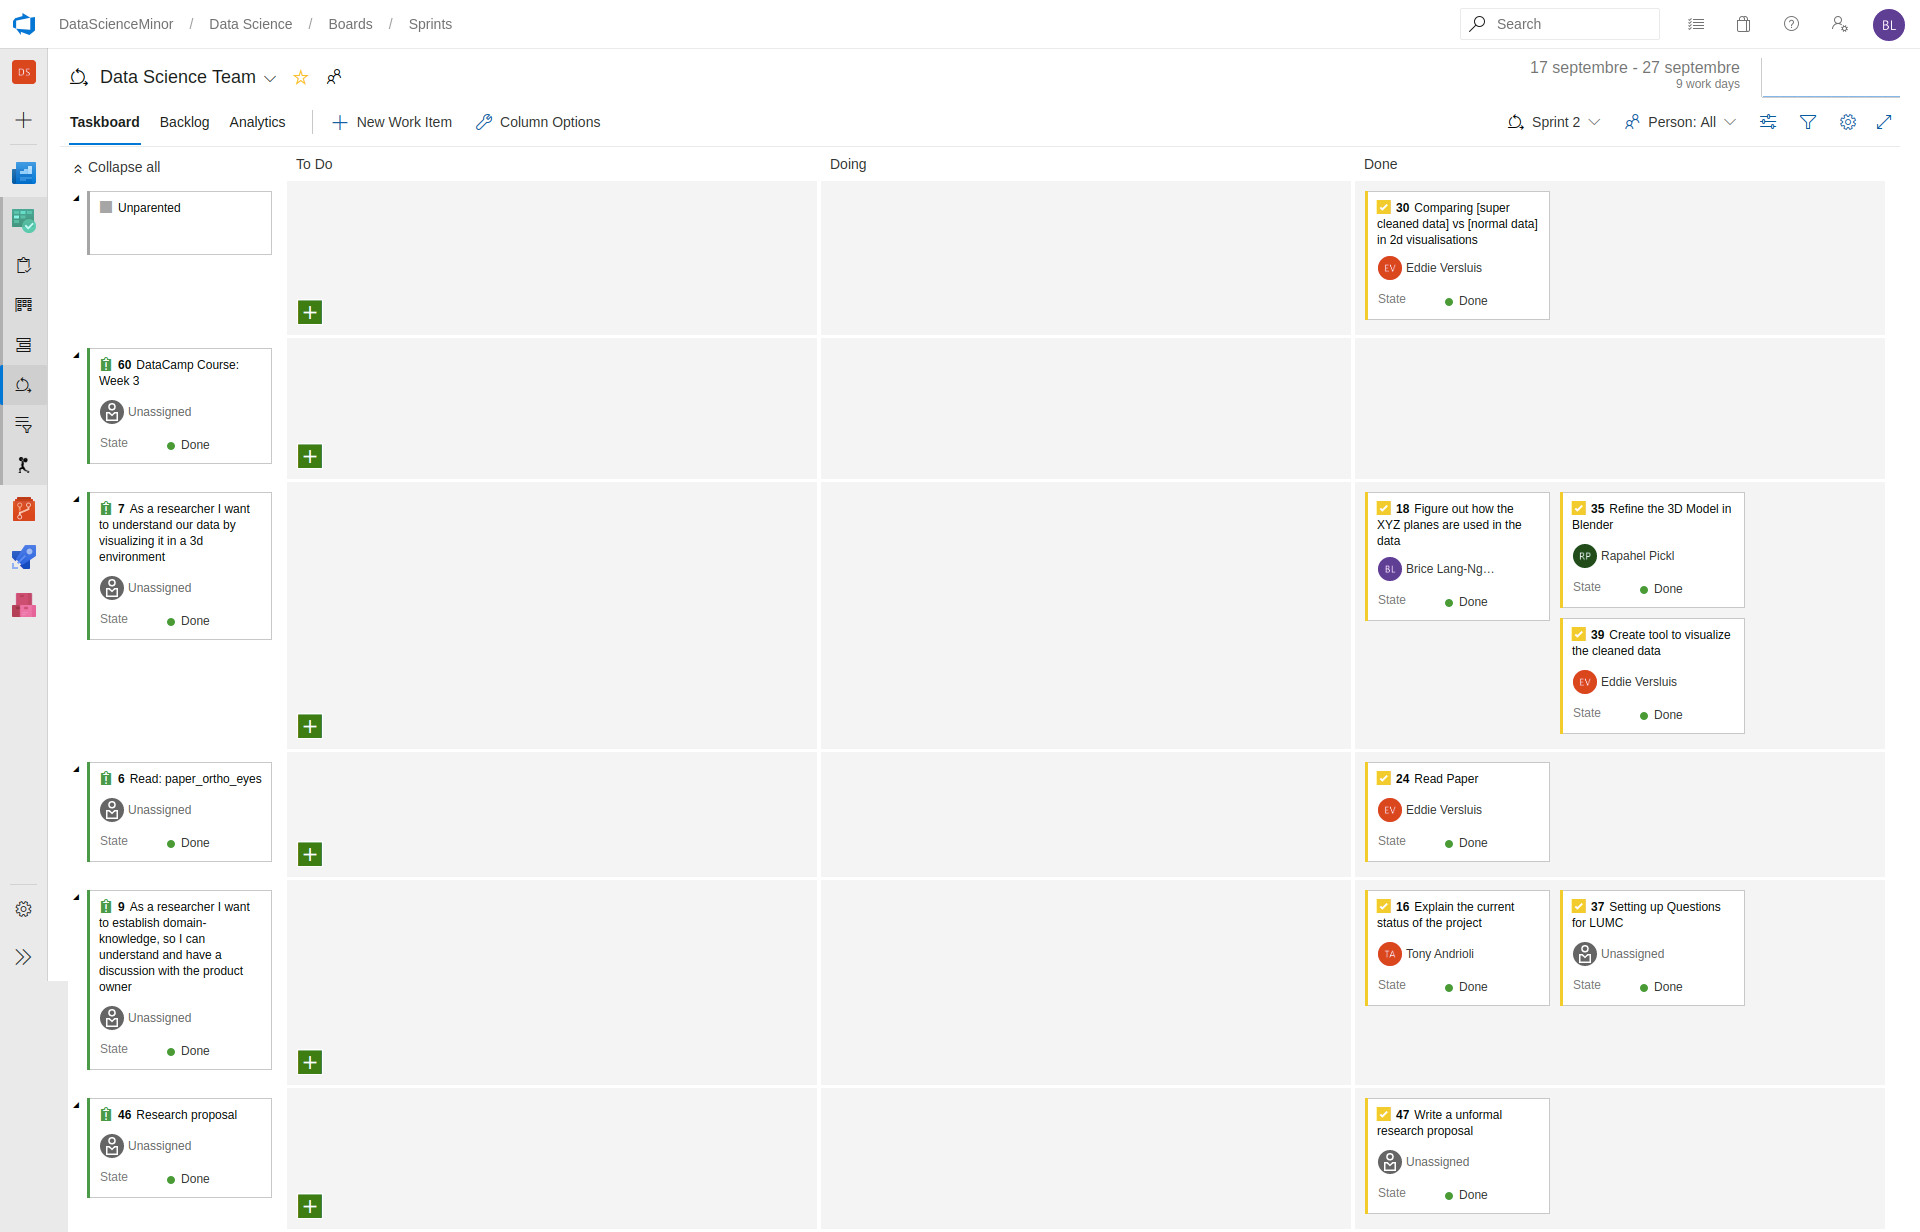 DataScienceMinor / Data Science / Boards / Sprints
Search
BL
DS
Data Science Team
17 septembre - 27 septembre
9 work days
Taskboard Backlog Analytics New Work Item Column Options
Sprint 2 Person: All
Collapse all
To Do
Doing
Done
Unparented
30 Comparing [super
cleaned data] vs [normal data]
in 2d visualisations
EV Eddie Versluis
State Done
60 DataCamp Course:
Week 3
Unassigned
State Done
7 As a researcher I want
to understand our data by
visualizing it in a 3d
environment
Unassigned
State Done
18 Figure out how the
XYZ planes are used in the
data
BL Brice Lang-Ng…
State Done
35 Refine the 3D Model in
Blender
RP Rapahel Pickl
State Done
39 Create tool to visualize
the cleaned data
EV Eddie Versluis
State Done
6 Read: paper_ortho_eyes
Unassigned
State Done
24 Read Paper
EV Eddie Versluis
State Done
9 As a researcher I want
to establish domain-
knowledge, so I can
understand and have a
discussion with the product
owner
Unassigned
State Done
16 Explain the current
status of the project
TA Tony Andrioli
State Done
37 Setting up Questions
for LUMC
Unassigned
State Done
46 Research proposal
Unassigned
State Done
47 Write a unformal
research proposal
Unassigned
State Done